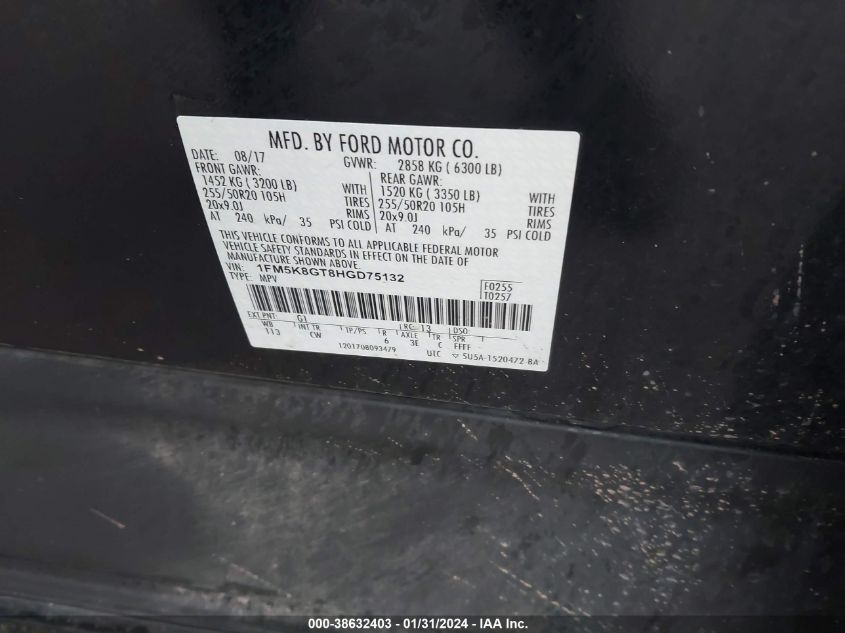 MFD. BY FORD MOTOR CO.
DATE: 08/17 GVWR: 2858 KG ( 6300 LB)
FRONT GAWR: REAR GAWR:
1452 KG ( 3200 LB) WITH 1520 KG ( 3350 LB) WITH
255/50R20 105H TIRES 255/50R20 105H TIRES
20x9.0J RIMS 20x9.0J RIMS
AT 240 kPa/ 35 PSI COLD AT 240 kPa/ 35 PSI COLD
THIS VEHICLE CONFORMS TO ALL APPLICABLE FEDERAL MOTOR
VEHICLE SAFETY STANDARDS IN EFFECT ON THE DATE OF
MANUFACTURE SHOWN ABOVE.
VIN: 1FM5K8GT8HGD75132
TYPE: MPV
F0255
T0257
EXT PNT: G1 RC: 13 DSO:
WB INT TR TP/PS R AXLE TR SPR
113 CW 6 3E C FFFF
1201708093479 UTC ▽ 5U5A-1520472-BA
000-38632403 - 01/31/2024 - IAA Inc.